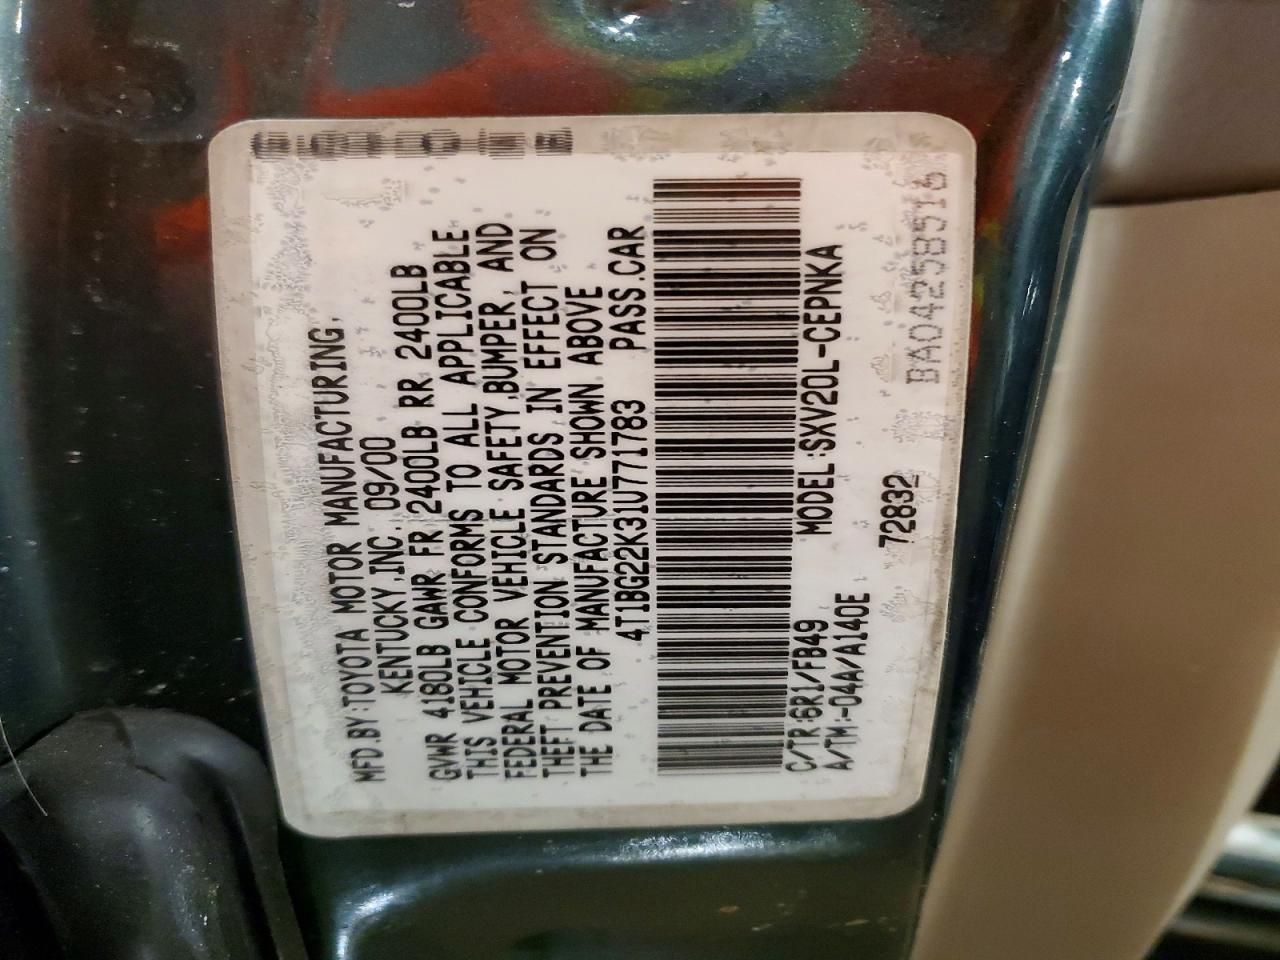 MFD.BY:TOYOTA MOTOR MANUFACTURING,
KENTUCKY,INC. 09/00
GVWR 4180LB GAWR FR 2400LB RR 2400LB
THIS VEHICLE CONFORMS TO ALL APPLICABLE
FEDERAL MOTOR VEHICLE SAFETY,BUMPER, AND
THEFT PREVENTION STANDARDS IN EFFECT ON
THE DATE OF MANUFACTURE SHOWN ABOVE
4T1BG22K31U771783 PASS.CAR
C/TR:6R1/FB49 MODEL:SXV20L-CEPNKA
A/TM:-04A/A140E
72832
BA0425B516